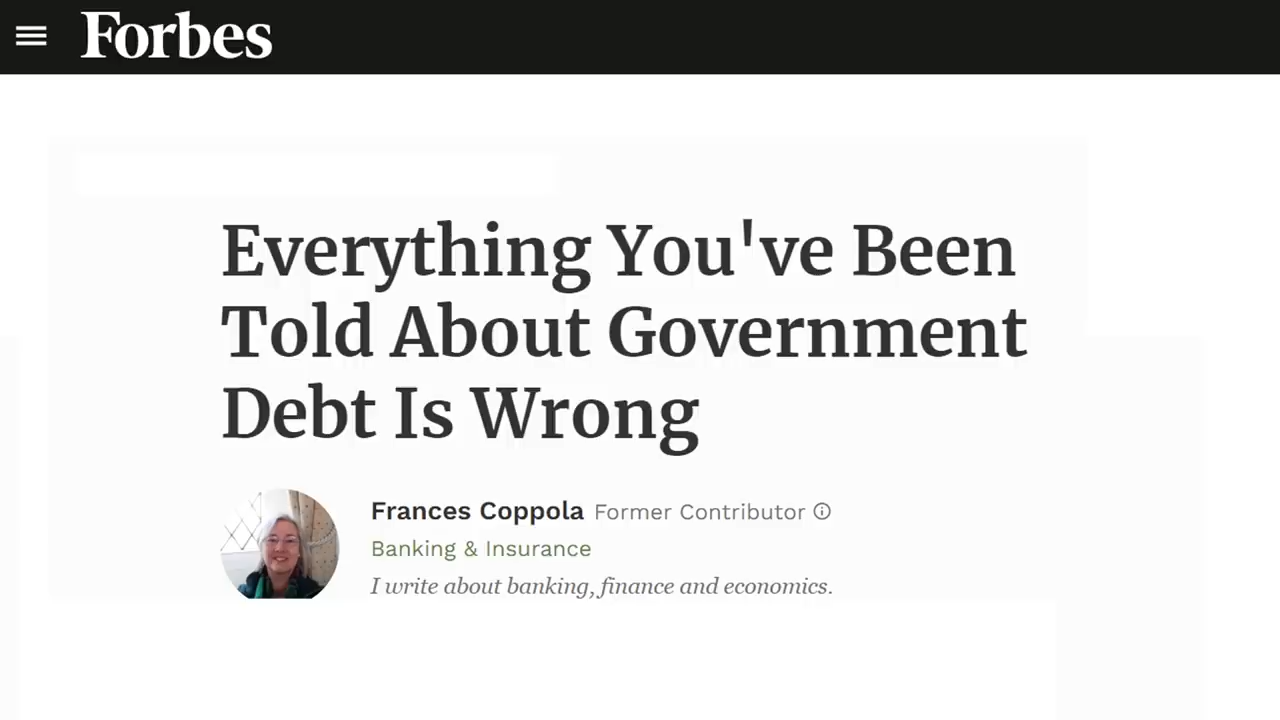 Forbes
Everything You've Been
Told About Government
Debt Is Wrong
Frances Coppola Former Contributor
Banking & Insurance
I write about banking, finance and economics.